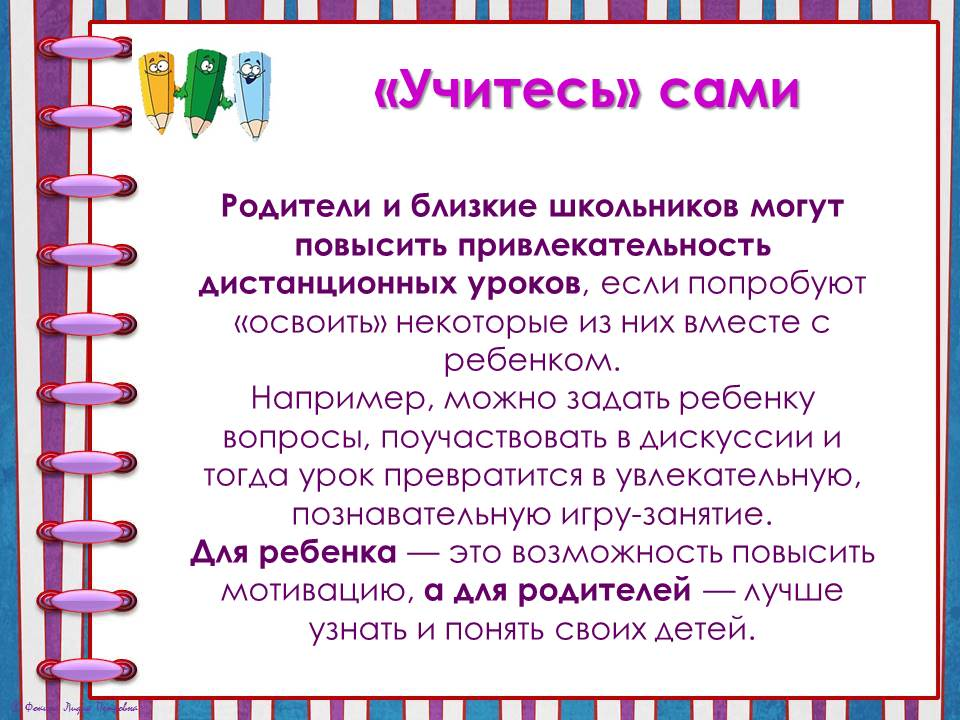 «Учитесь» сами
Родители и близкие школьников могут
повысить привлекательность
дистанционных уроков, если попробуют
«освоить» некоторые из них вместе с
ребенком.
Например, можно задать ребенку
вопросы, поучаствовать в дискуссии и
тогда урок превратится в увлекательную,
познавательную игру-занятие.
Для ребенка — это возможность повысить
мотивацию, а для родителей — лучше
узнать и понять своих детей.
Лидия Петровна